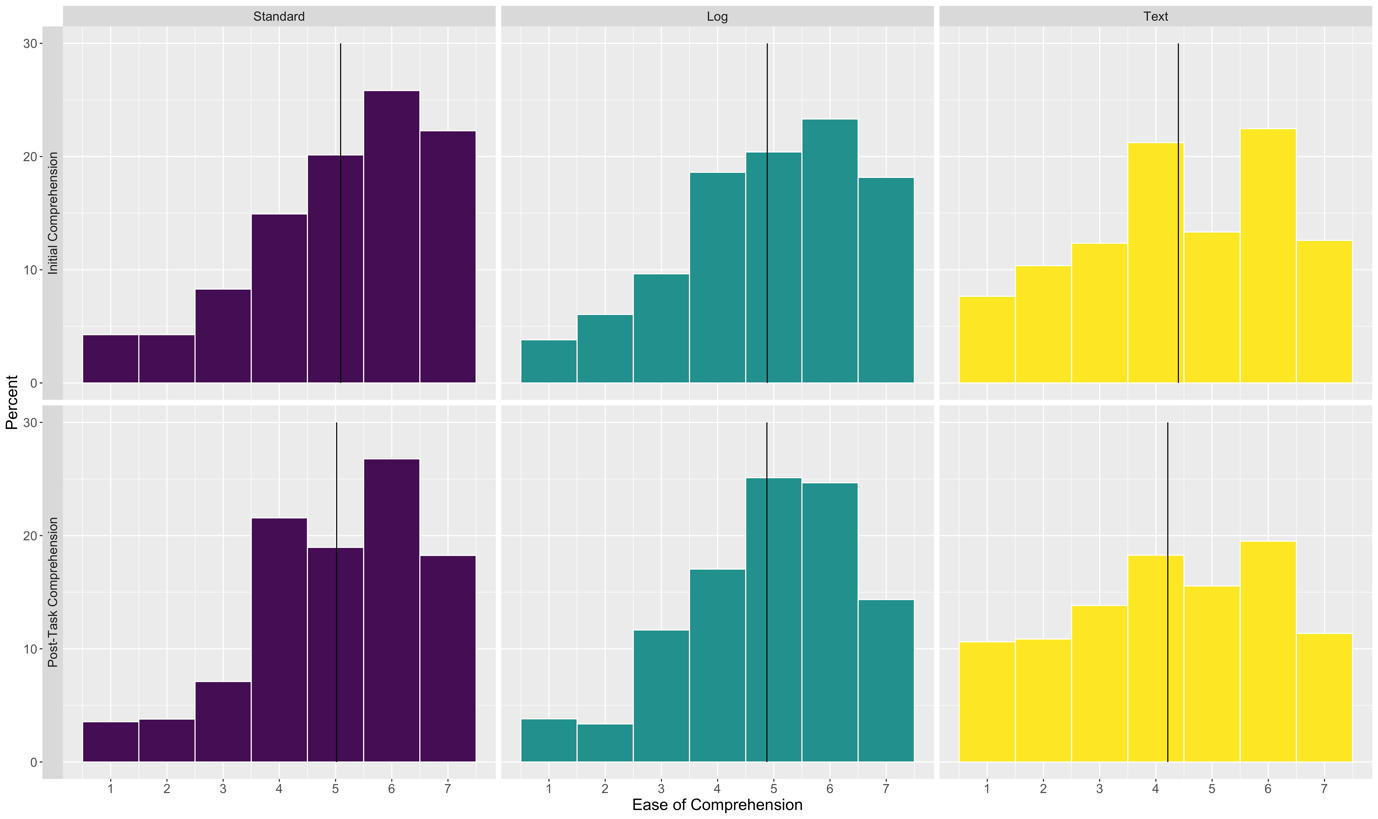 Standard
Log
Text
Initial Comprehension
30
20
10
0
Percent
Post-Task Comprehension
30
20
10
0
1 2 3 4 5 6 7
1 2 3 4 5 6 7
1 2 3 4 5 6 7
Ease of Comprehension